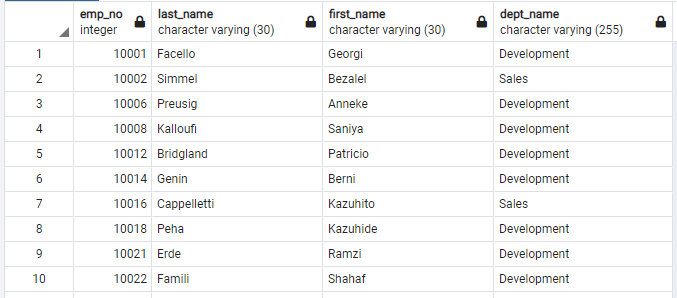 emp_no last_name first_name dept_name
integer character varying (30) character varying (30) character varying (255)
1 10001 Facello Georgi Development
2 10002 Simmel Bezalel Sales
3 10006 Preusig Anneke Development
4 10008 Kalloufi Saniya Development
5 10012 Bridgland Patricio Development
6 10014 Genin Berni Development
7 10016 Cappelletti Kazuhito Sales
8 10018 Peha Kazuhide Development
9 10021 Erde Ramzi Development
10 10022 Famili Shahaf Development